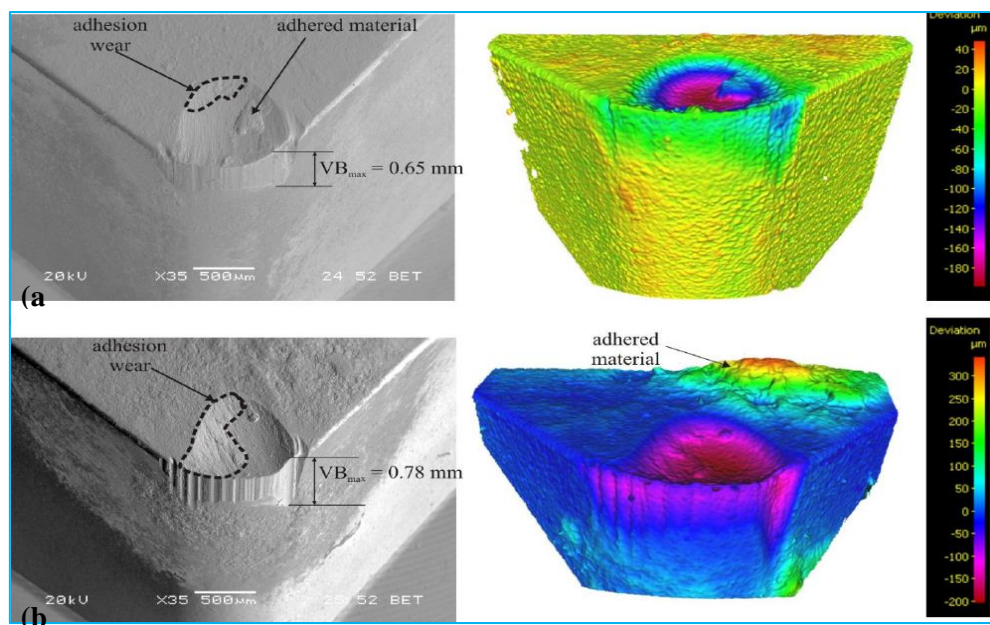 adhesion
wear
adhered material
VBmax = 0.65 mm
20kV X35 500µm 24 52 BET
(a
Deviation
µm
40
20
0
-20
-40
-60
-80
-100
-120
-140
-160
-180
adhesion
wear
VBmax = 0.78 mm
20kV X35 500µm 52 BET
(b)
adhered
material
Deviation
µm
300
250
200
150
100
50
0
-50
-100
-150
-200